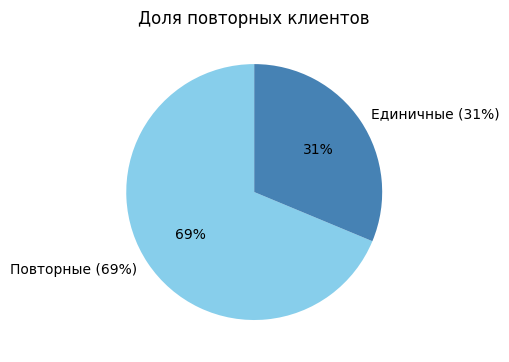 Доля повторных клиентов
Единичные (31%)
31%
69%
Повторные (69%)